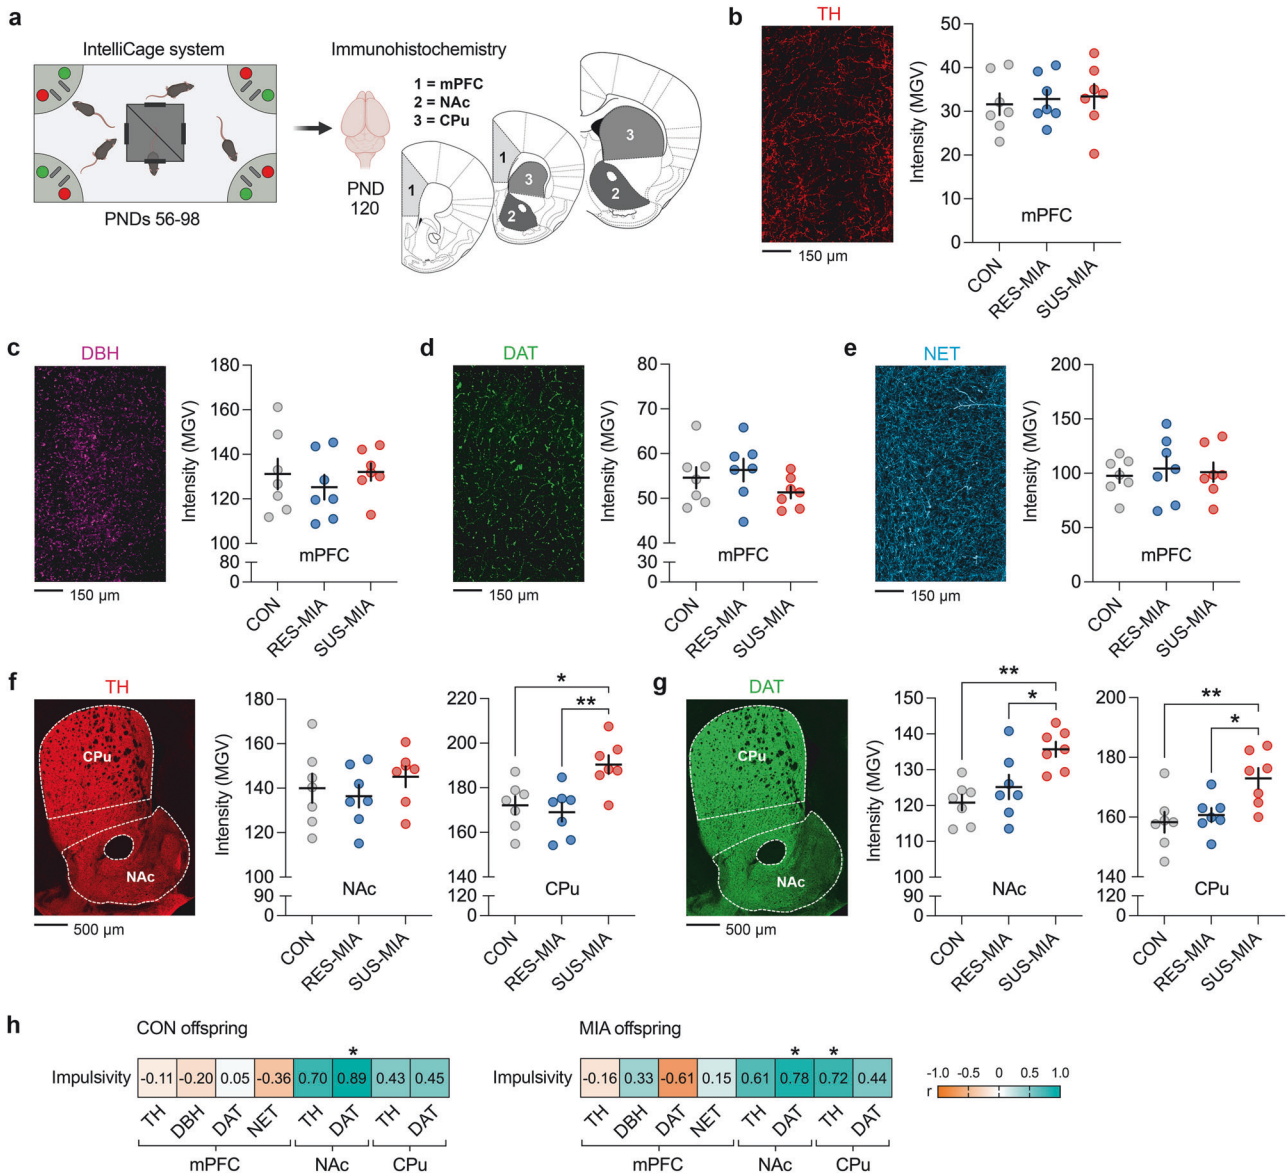 a
IntelliCage system
PNDs 56-98
Immunohistochemistry
1 = mPFC
2 = NAc
3 = CPu
PND
120
1
1
3
2
3
2
b
TH
150 µm
Intensity (MGV)
50
40
30
20
10
0
mPFC
CON
RES-MIA
SUS-MIA
c
DBH
150 µm
Intensity (MGV)
180
160
140
120
100
80
0
mPFC
CON
RES-MIA
SUS-MIA
d
DAT
150 µm
Intensity (MGV)
80
70
60
50
40
30
0
mPFC
CON
RES-MIA
SUS-MIA
e
NET
150 µm
Intensity (MGV)
200
150
100
50
0
mPFC
CON
RES-MIA
SUS-MIA
f
TH
CPu
NAc
500 µm
Intensity (MGV)
180
160
140
120
100
90
0
NAc
CON
RES-MIA
SUS-MIA
220
200
180
160
140
120
0
*
**
CPu
CON
RES-MIA
SUS-MIA
g
DAT
CPu
NAc
500 µm
Intensity (MGV)
150
140
130
120
110
100
90
0
**
*
NAc
CON
RES-MIA
SUS-MIA
200
180
160
140
120
0
**
*
CPu
CON
RES-MIA
SUS-MIA
h
CON offspring
*
Impulsivity -0.11 -0.20 0.05 -0.36 0.70 0.89 0.43 0.45
TH DBH DAT NET TH DAT TH DAT
mPFC NAc CPu
MIA offspring
* *
Impulsivity -0.16 0.33 -0.61 0.15 0.61 0.78 0.72 0.44
TH DBH DAT NET TH DAT TH DAT
mPFC NAc CPu
-1.0 -0.5 0 0.5 1.0
r